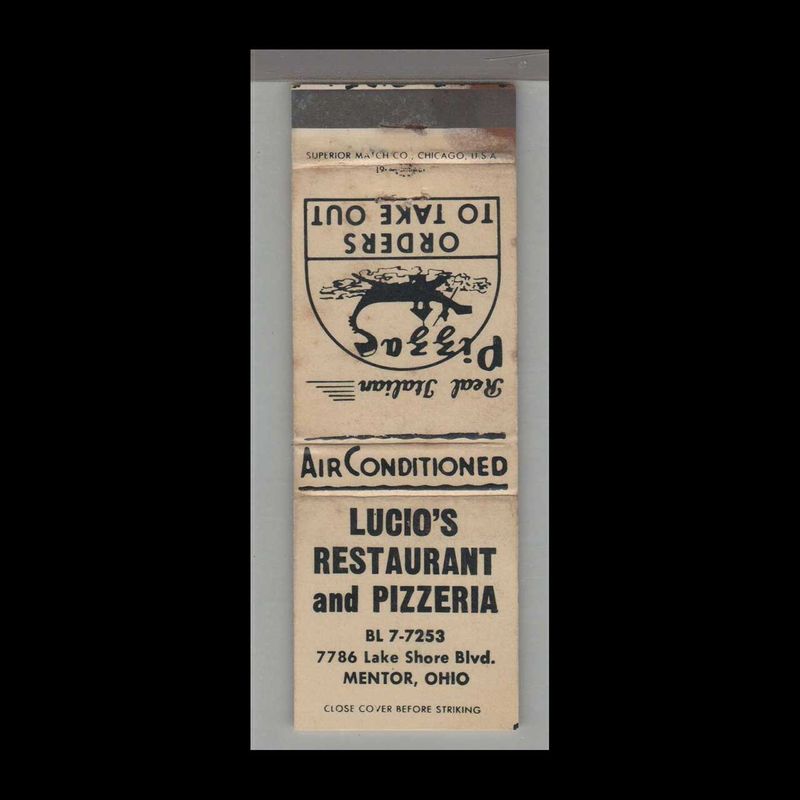 SUPERIOR MATCH CO., CHICAGO, U.S.A.
Real Italian
Pizzas
ORDERS
TO TAKE OUT
AIR CONDITIONED
LUCIO'S
RESTAURANT
and PIZZERIA
BL 7-7253
7786 Lake Shore Blvd.
MENTOR, OHIO
CLOSE COVER BEFORE STRIKING